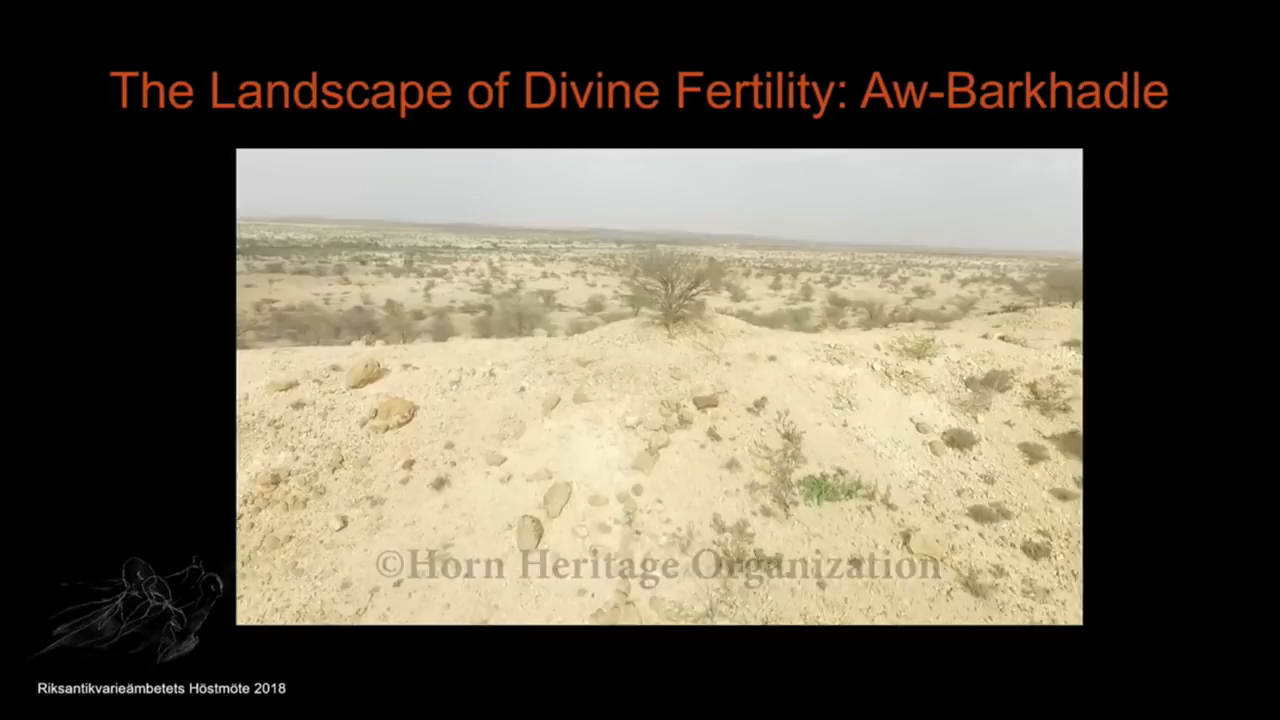 The Landscape of Divine Fertility: Aw-Barkhadle
©Horn Heritage Organization
Riksantikvarieämbetets Höstmöte 2018